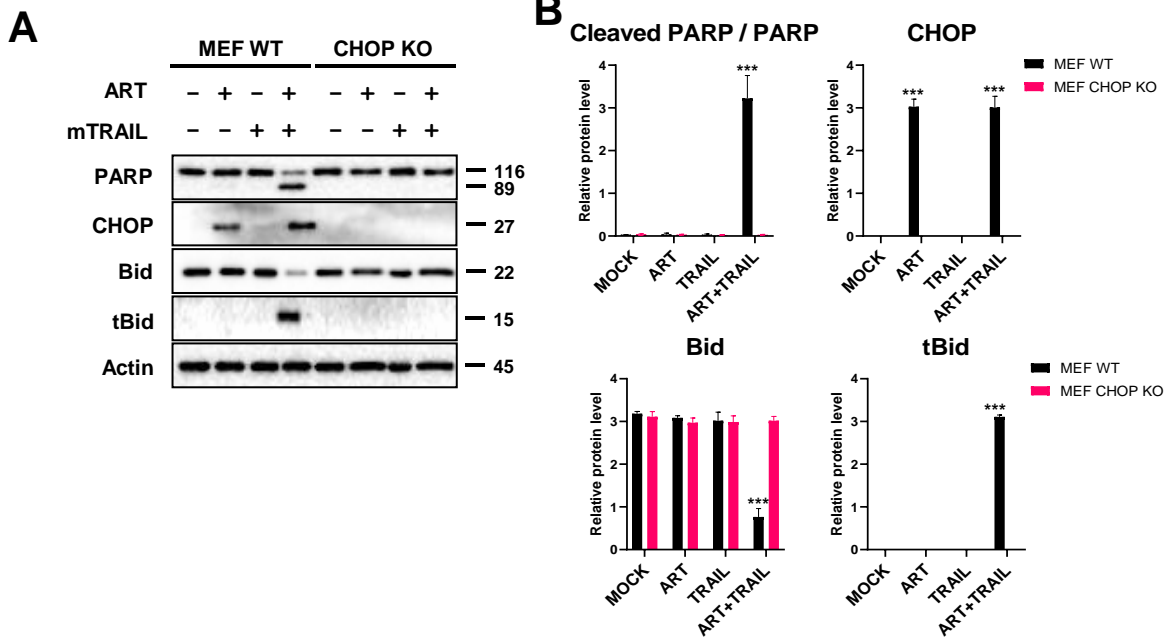 A
MEF WT CHOP KO
ART − + − + − + − +
mTRAIL − − + + − − + +
PARP 116
89
CHOP 27
Bid 22
tBid 15
Actin 45
B
Cleaved PARP / PARP
Relative protein level
4
3
2
1
0
***
MOCK
ART
TRAIL
ART+TRAIL
CHOP
Relative protein level
4
3
2
1
0
***
***
MOCK
ART
TRAIL
ART+TRAIL
MEF WT
MEF CHOP KO
Bid
Relative protein level
4
3
2
1
0
***
MOCK
ART
TRAIL
ART+TRAIL
tBid
Relative protein level
4
3
2
1
0
***
MOCK
ART
TRAIL
ART+TRAIL
MEF WT
MEF CHOP KO